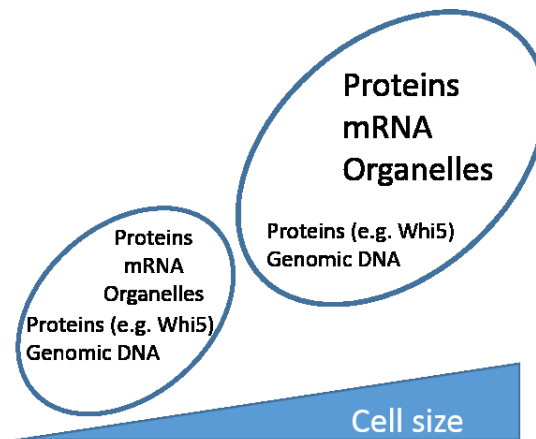 Proteins
mRNA
Organelles
Proteins (e.g. Whi5)
Genomic DNA
Proteins
mRNA
Organelles
Proteins (e.g. Whi5)
Genomic DNA
Cell size